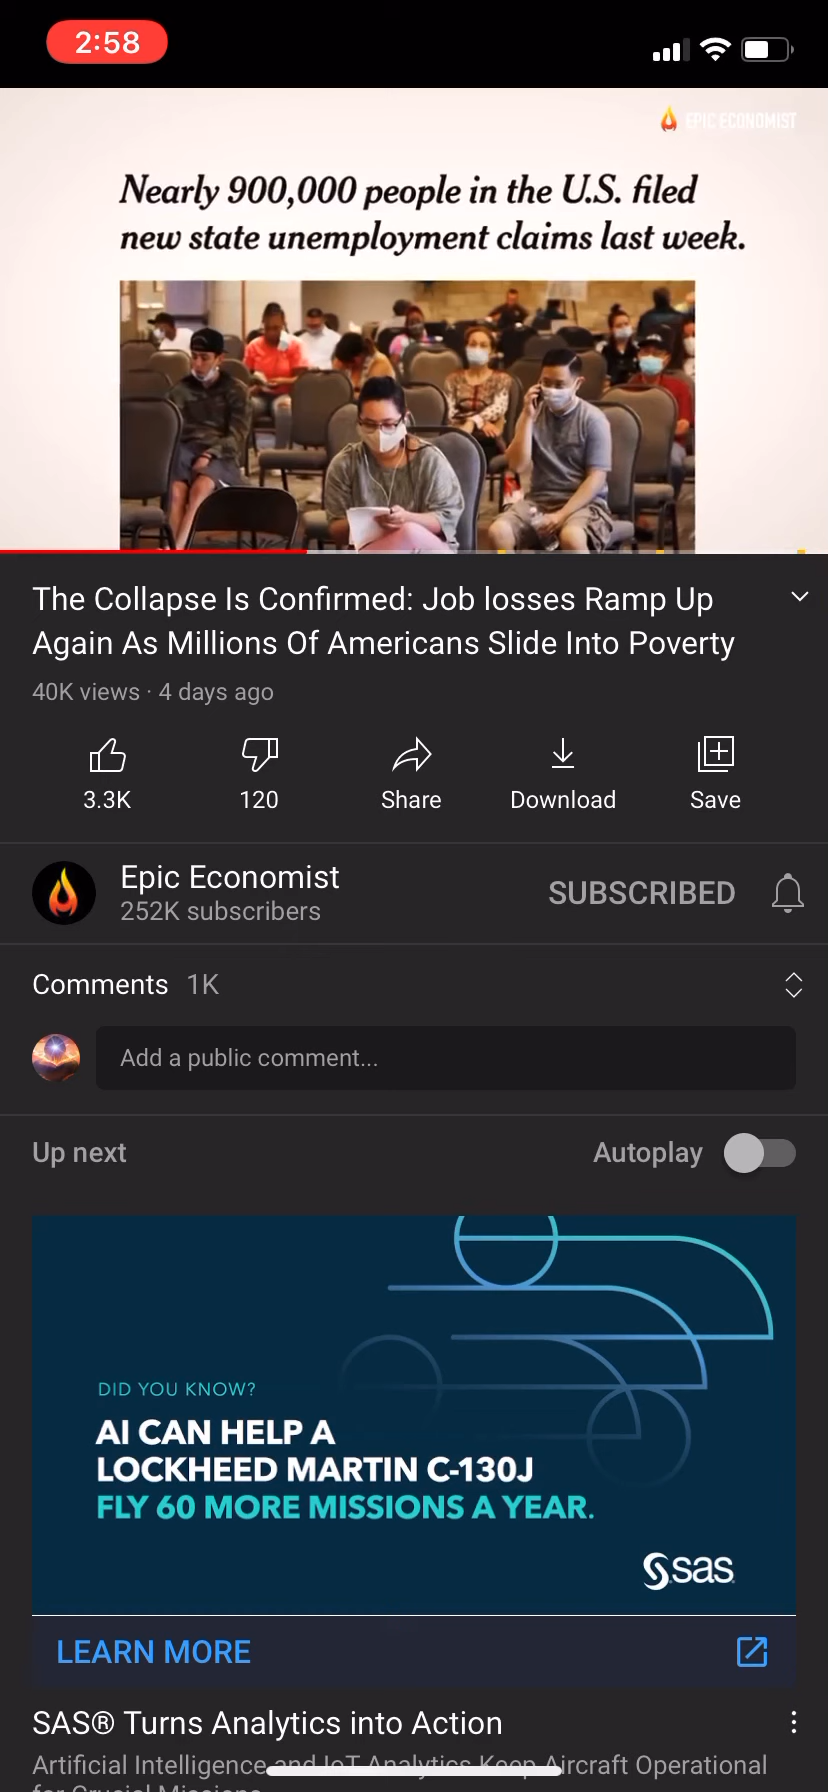 2:58
EPIC ECONOMIST
Nearly 900,000 people in the U.S. filed
new state unemployment claims last week.
The Collapse Is Confirmed: Job losses Ramp Up
Again As Millions Of Americans Slide Into Poverty
40K views · 4 days ago
3.3K 120 Share Download Save
Epic Economist
252K subscribers
SUBSCRIBED
Comments 1K
Add a public comment...
Up next Autoplay
DID YOU KNOW?
AI CAN HELP A
LOCKHEED MARTIN C-130J
FLY 60 MORE MISSIONS A YEAR.
sas
LEARN MORE
SAS® Turns Analytics into Action
Artificial Intelligence and IoT Analytics Keep Aircraft Operational
for Crucial Missions